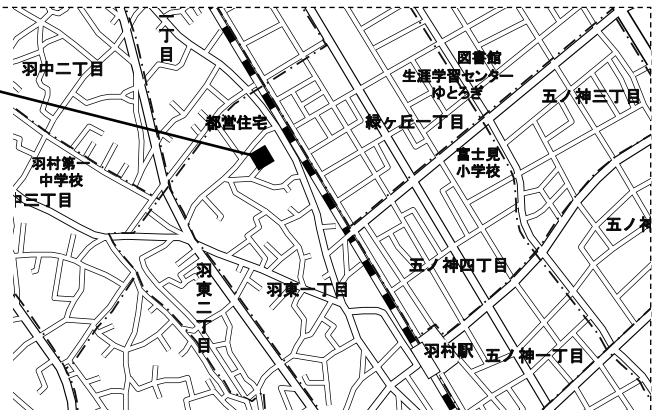 一丁目
羽中二丁目
図書館
生涯学習センター
ゆとろぎ
五ノ神三丁目
都営住宅
緑ヶ丘一丁目
羽村第一
中学校
富士見
小学校
中三丁目
五ノ神
五ノ神四丁目
羽東二丁目
羽東一丁目
羽村駅
五ノ神一丁目